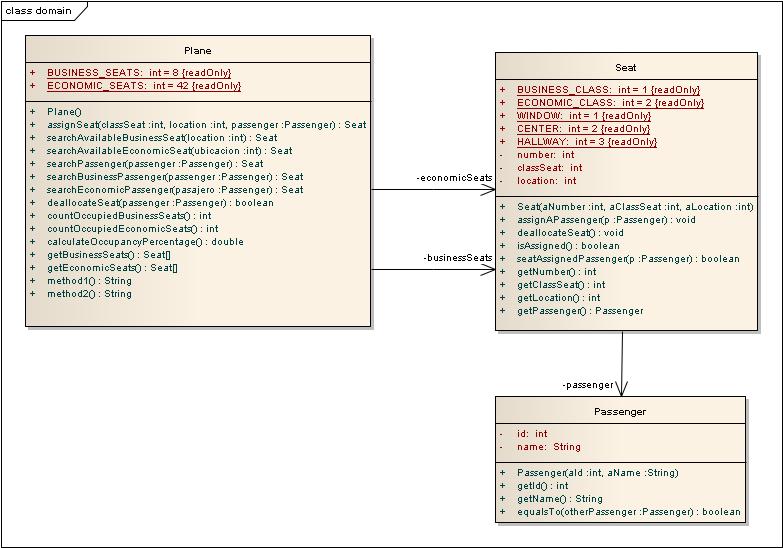 class domain
Plane
+ BUSINESS_SEATS: int = 8 {readOnly}
+ ECONOMIC_SEATS: int = 42 {readOnly}
+ Plane()
+ assignSeat(classSeat :int, location :int, passenger :Passenger) : Seat
+ searchAvailableBusinessSeat(location :int) : Seat
+ searchAvailableEconomicSeat(ubicacion :int) : Seat
+ searchPassenger(passenger :Passenger) : Seat
+ searchBusinessPassenger(passenger :Passenger) : Seat
+ searchEconomicPassenger(pasajero :Passenger) : Seat
+ deallocateSeat(passenger :Passenger) : boolean
+ countOccupiedBusinessSeats() : int
+ countOccupiedEconomicSeats() : int
+ calculateOccupancyPercentage() : double
+ getBusinessSeats() : Seat[]
+ getEconomicSeats() : Seat[]
+ method1() : String
+ method2() : String
-economicSeats
-businessSeats
Seat
+ BUSINESS_CLASS: int = 1 {readOnly}
+ ECONOMIC_CLASS: int = 2 {readOnly}
+ WINDOW: int = 1 {readOnly}
+ CENTER: int = 2 {readOnly}
+ HALLWAY: int = 3 {readOnly}
- number: int
- classSeat: int
- location: int
+ Seat(aNumber :int, aClassSeat :int, aLocation :int)
+ assignAPassenger(p :Passenger) : void
+ deallocateSeat() : void
+ isAssigned() : boolean
+ seatAssignedPassenger(p :Passenger) : boolean
+ getNumber() : int
+ getClassSeat() : int
+ getLocation() : int
+ getPassenger() : Passenger
-passenger
Passenger
- id: int
- name: String
+ Passenger(aId :int, aName :String)
+ getId() : int
+ getName() : String
+ equalsTo(otherPassenger :Passenger) : boolean